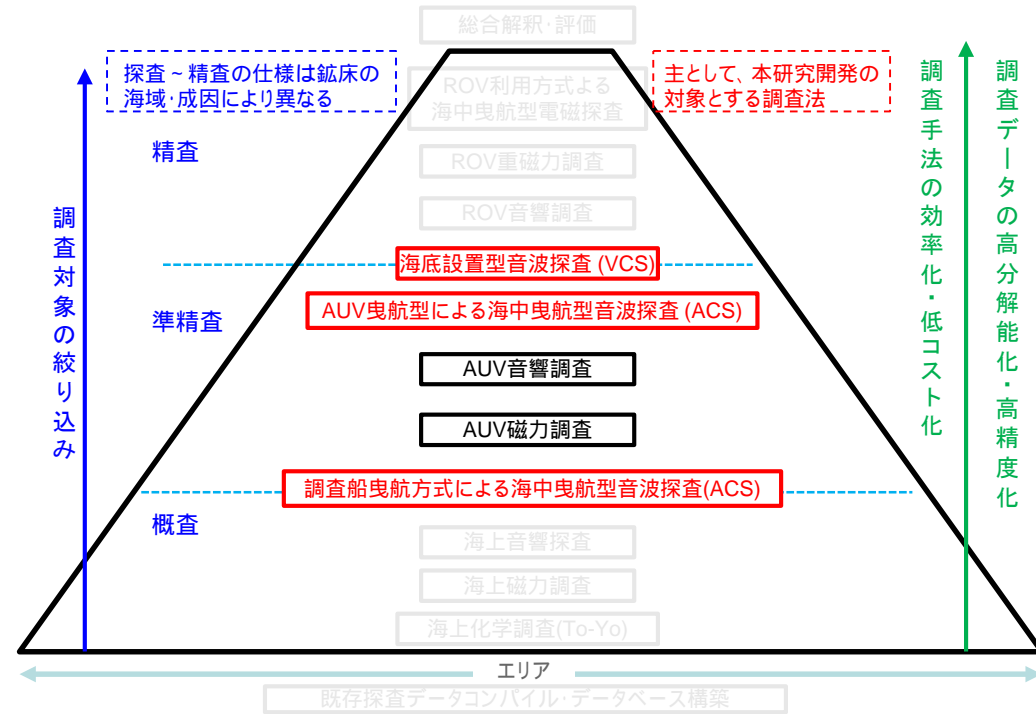 総合解釈・評価
探査～精査の仕様は鉱床の
海域・成因により異なる
ROV利用方式よる
海中曳航型電磁探査
主として、本研究開発の
対象とする調査法
調査手法の効率化・低コスト化
調査データの高分解能化・高精度化
精査
ROV重磁力調査
ROV音響調査
調査対象の絞り込み
海底設置型音波探査 (VCS)
準精査
AUV曳航型による海中曳航型音波探査 (ACS)
AUV音響調査
AUV磁力調査
調査船曳航方式による海中曳航型音波探査(ACS)
概査
海上音響探査
海上磁力調査
海上化学調査(To-Yo)
エリア
既存探査データコンパイル・データベース構築